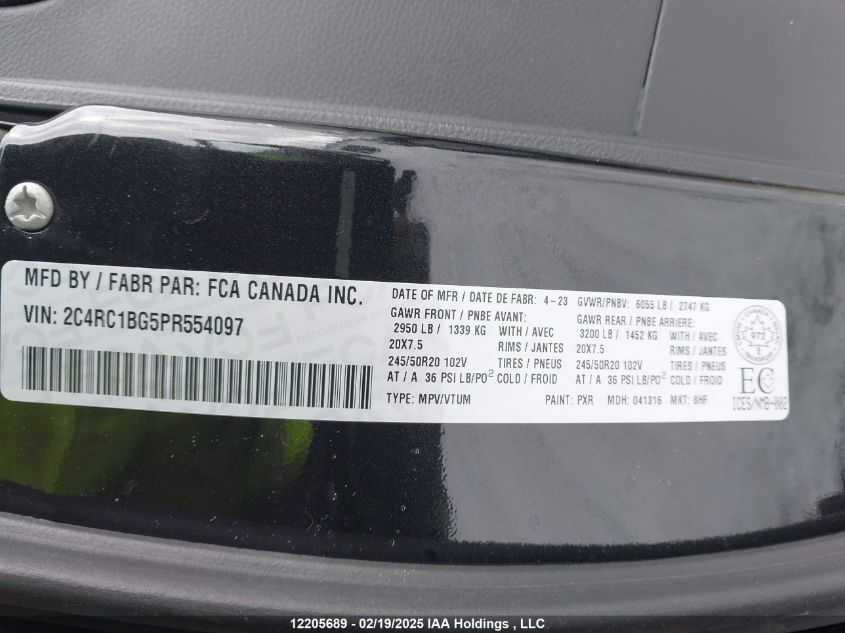 MFD BY / FABR PAR: FCA CANADA INC.
VIN: 2C4RC1BG5PR554097
DATE OF MFR / DATE DE FABR: 4-23 GVWR/PNBV: 6055 LB / 2747 KG
GAWR FRONT / PNBE AVANT: GAWR REAR / PNBE ARRIERE:
2950 LB / 1339 KG WITH / AVEC 3200 LB / 1452 KG WITH / AVEC
20X7.5 RIMS / JANTES 20X7.5 RIMS / JANTES
245/50R20 102V TIRES / PNEUS 245/50R20 102V TIRES / PNEUS
AT / A 36 PSI LB/PO² COLD / FROID AT / A 36 PSI LB/PO² COLD / FROID
TYPE: MPV/VTUM PAINT: PXR MDH: 041316 MKT: 8HF
972
EC
ICES/NMB-002
12205689 - 02/19/2025 IAA Holdings , LLC